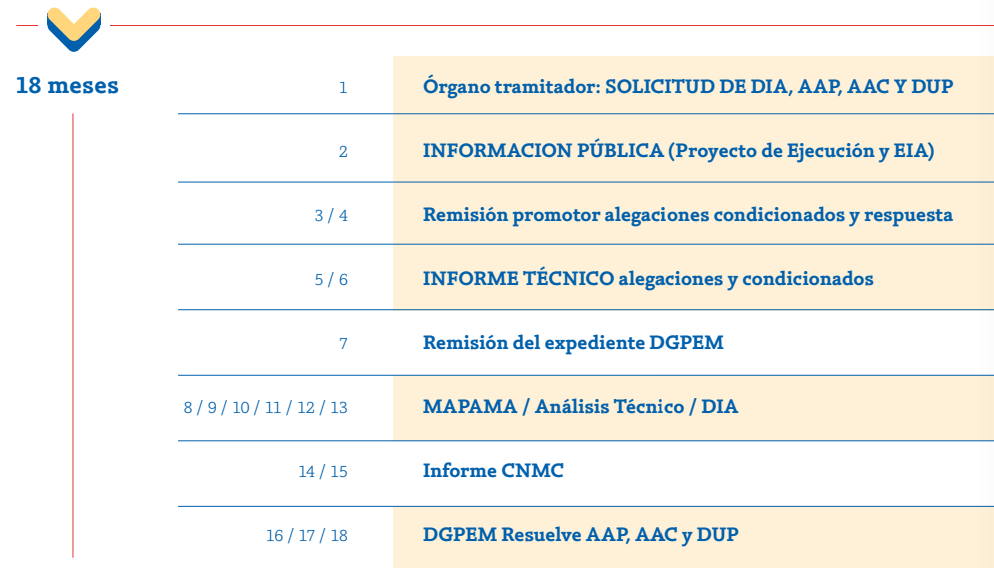 18 meses
1 Órgano tramitador: SOLICITUD DE DIA, AAP, AAC Y DUP
2 INFORMACION PÚBLICA (Proyecto de Ejecución y EIA)
3 / 4 Remisión promotor alegaciones condicionados y respuesta
5 / 6 INFORME TÉCNICO alegaciones y condicionados
7 Remisión del expediente DGPEM
8 / 9 / 10 / 11 / 12 / 13 MAPAMA / Análisis Técnico / DIA
14 / 15 Informe CNMC
16 / 17 / 18 DGPEM Resuelve AAP, AAC y DUP